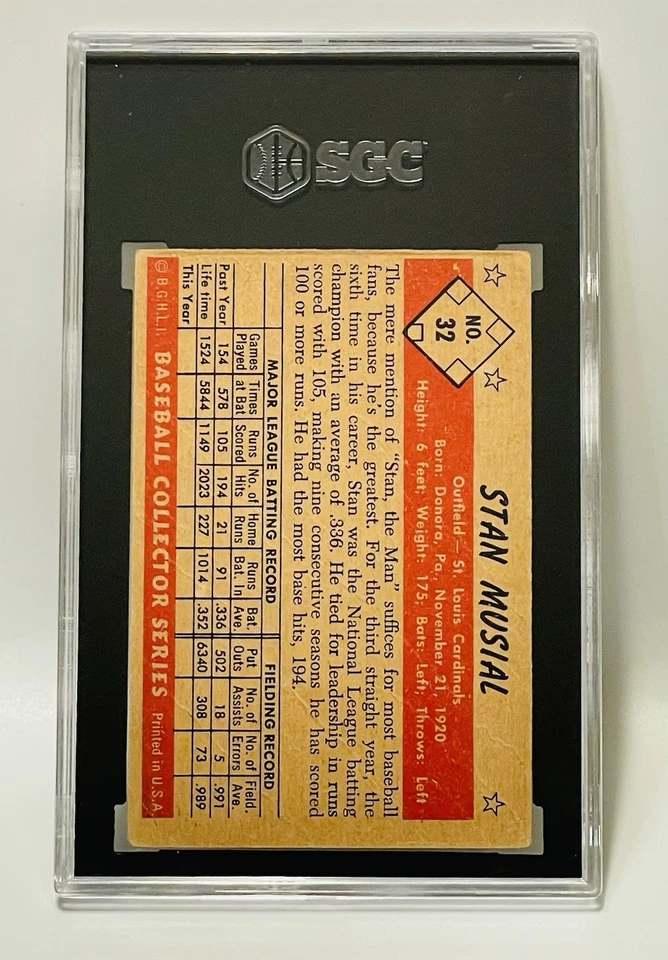 SGC
STAN MUSIAL
NO.
32
Outfield — St. Louis Cardinals
Born: Donora, Pa., November 21, 1920
Height: 6 feet; Weight: 175; Bats: Left; Throws: Left
The mere mention of "Stan, the Man" suffices for most baseball
fans, because he's the greatest. For the third straight year, the
sixth time in his career, Stan was the National League batting
champion with an average of .336. He tied for leadership in runs
scored with 105, making nine consecutive seasons he has scored
100 or more runs. He had the most base hits, 194.
MAJOR LEAGUE BATTING RECORD FIELDING RECORD
Games Times Runs No. of Home Runs Bat. Put No. of No. of Field.
Played at Bat Scored Hits Runs Bat. In Ave. Outs Assists Errors Ave.
Past Year 154 578 105 194 21 91 .336 502 18 5 .991
Life time 1524 5844 1149 2023 227 1014 .352 6340 308 73 .989
This Year
© B.G.H.L.I. BASEBALL COLLECTOR SERIES Printed in U.S.A.